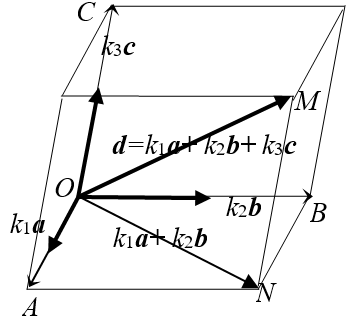 C
k₃c
M
d=k₁a+ k₂b+ k₃c
O
k₂b
B
k₁a
k₁a+ k₂b
A
N